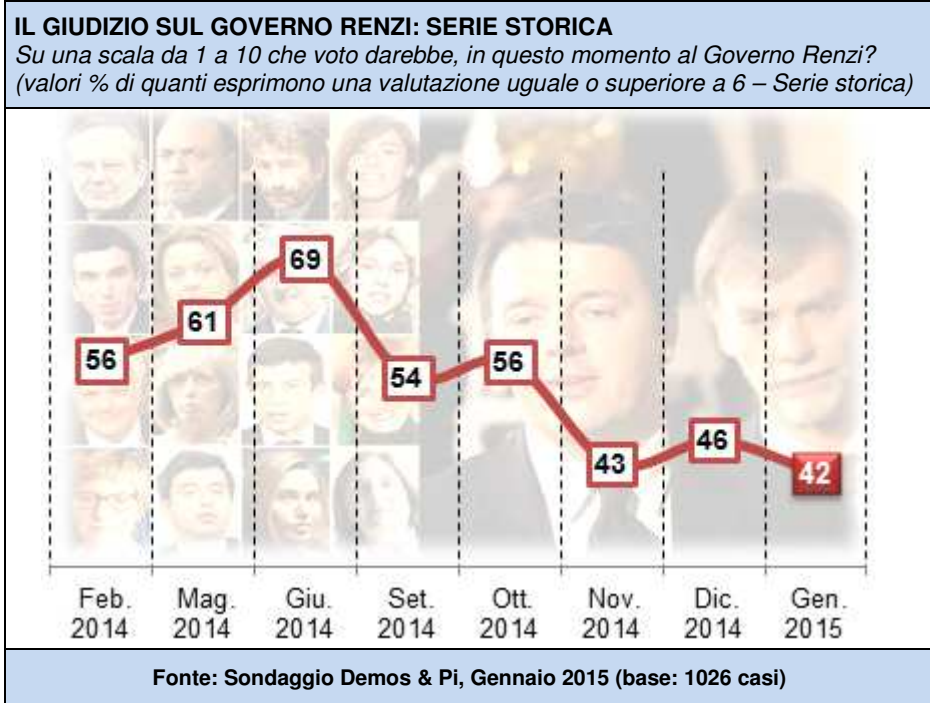 IL GIUDIZIO SUL GOVERNO RENZI: SERIE STORICA
Su una scala da 1 a 10 che voto darebbe, in questo momento al Governo Renzi?
(valori % di quanti esprimono una valutazione uguale o superiore a 6 – Serie storica)
56
61
69
54
56
43
46
42
Feb. 2014
Mag. 2014
Giu. 2014
Set. 2014
Ott. 2014
Nov. 2014
Dic. 2014
Gen. 2015
Fonte: Sondaggio Demos & Pi, Gennaio 2015 (base: 1026 casi)